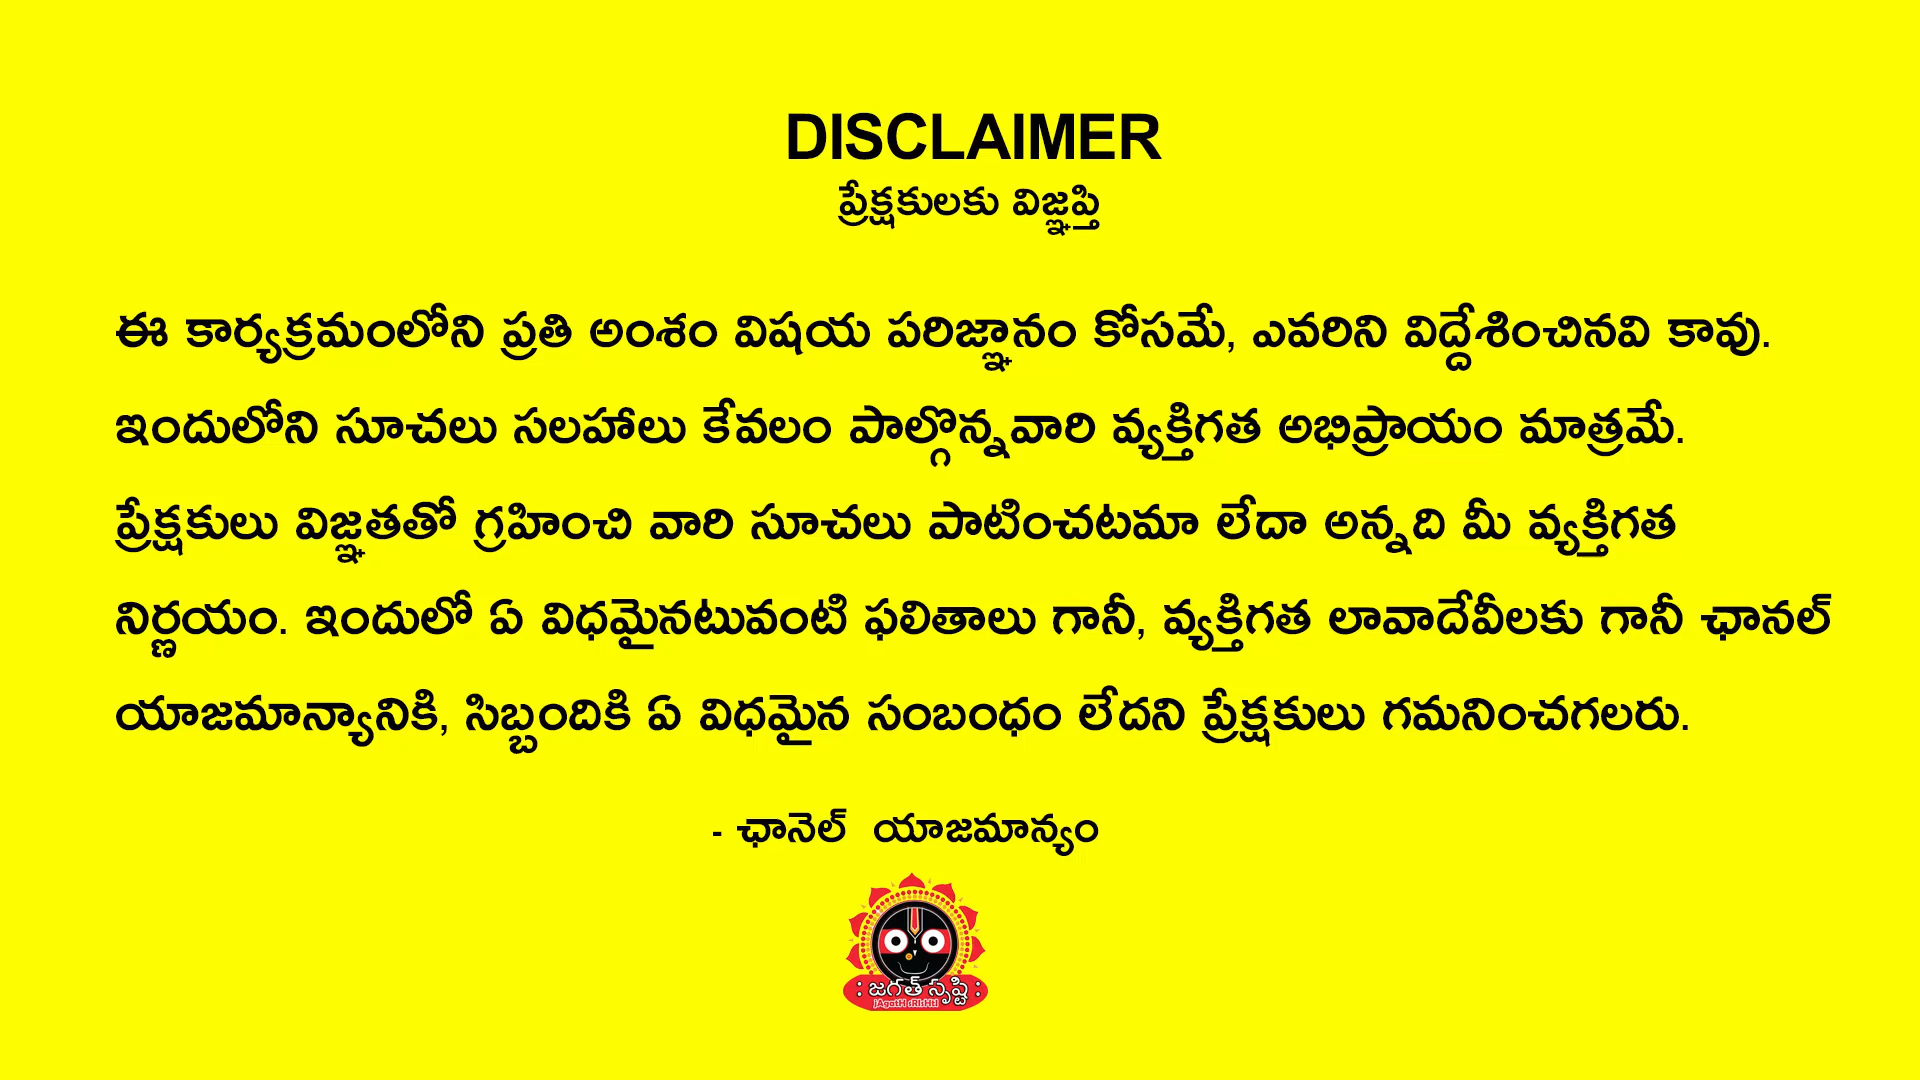 DISCLAIMER
ప్రేక్షకులకు విజ్ఞప్తి
ఈ కార్యక్రమంలోని ప్రతి అంశం విషయ పరిజ్ఞానం కోసమే, ఎవరిని విద్దేశించినవి కావు.
ఇందులోని సూచలు సలహాలు కేవలం పాల్గొన్నవారి వ్యక్తిగత అభిప్రాయం మాత్రమే.
ప్రేక్షకులు విజ్ఞతతో గ్రహించి వారి సూచలు పాటించటమా లేదా అన్నది మీ వ్యక్తిగత
నిర్ణయం. ఇందులో ఏ విధమైనటువంటి ఫలితాలు గానీ, వ్యక్తిగత లావాదేవీలకు గానీ ఛానల్
యాజమాన్యానికి, సిబ్బందికి ఏ విధమైన సంబంధం లేదని ప్రేక్షకులు గమనించగలరు.
- ఛానెల్ యాజమాన్యం
: జగత్ సృష్టి :
jAgatH sRIsHtI